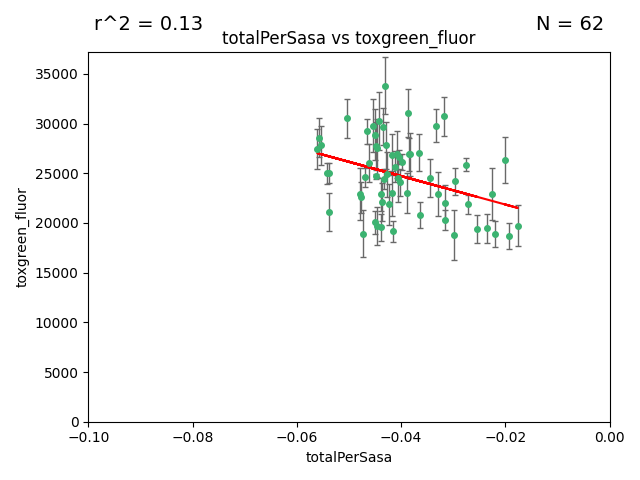 r^2 = 0.13
N = 62
totalPerSasa vs toxgreen_fluor
35000
30000
25000
20000
15000
10000
5000
0
toxgreen_fluor
−0.10
−0.08
−0.06
−0.04
−0.02
0.00
totalPerSasa